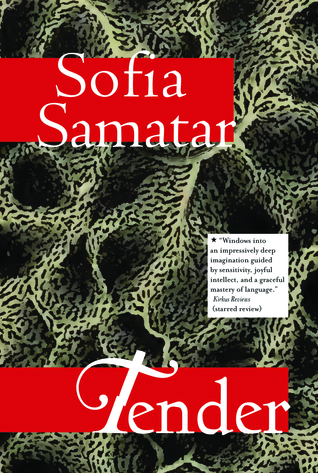 Sofia
Samatar
★ “Windows into
an impressively deep
imagination guided
by sensitivity, joyful
intellect, and a graceful
mastery of language.”
Kirkus Reviews
(starred review)
Tender